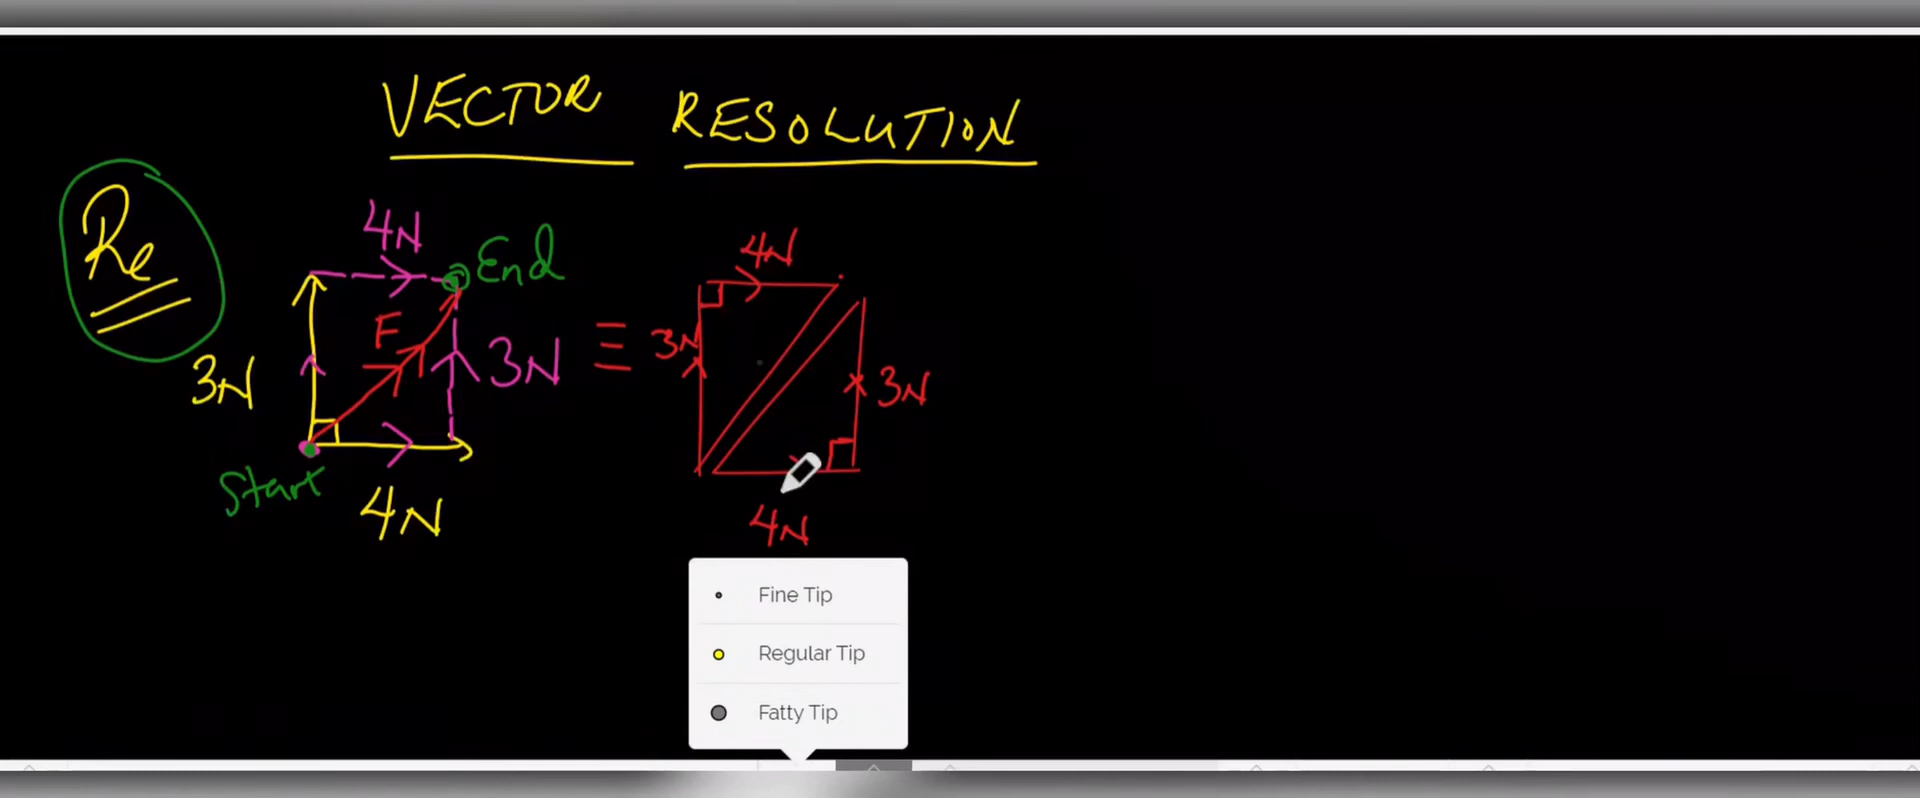 VECTOR RESOLUTION
Re
4N
End
F
3N
3N
Start
4N
≡
4N
3N
3N
4N
Fine Tip
Regular Tip
Fatty Tip